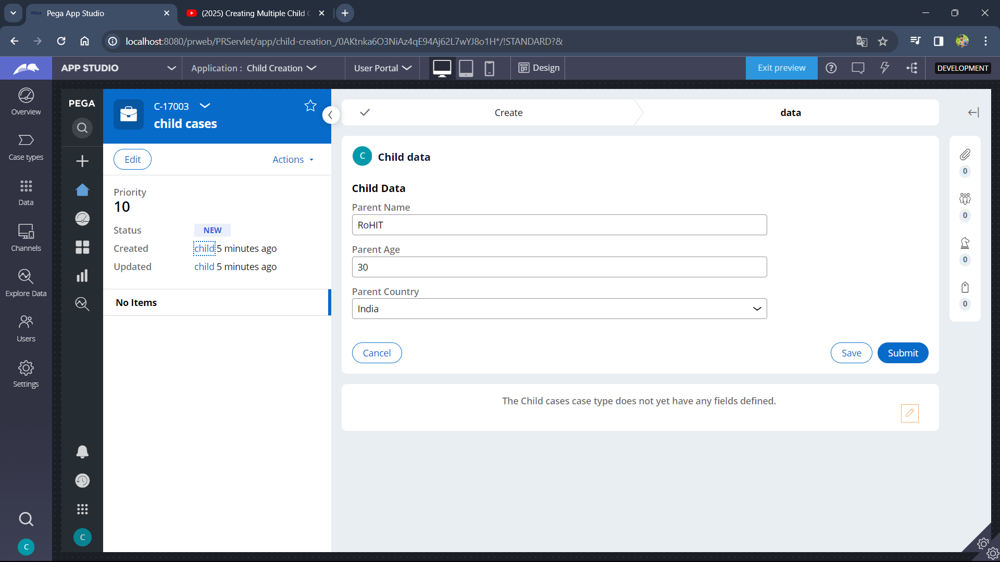 PEGA Pega App Studio
(2025) Creating Multiple Child C
localhost:8080/prweb/PRServlet/app/child-creation_/0AKtnka6O3NiAz4qE94Aj62L7wYJ8o1H*/!STANDARD?&
APP STUDIO
Application : Child Creation
User Portal
Design
Exit preview
DEVELOPMENT
Overview
Case types
Data
Channels
Explore Data
Users
Settings
C
PEGA
C
C-17003
child cases
Edit
Actions
Priority
10
Status NEW
Created child 5 minutes ago
Updated child 5 minutes ago
No Items
Create
data
C Child data
Child Data
Parent Name
RoHIT
Parent Age
30
Parent Country
India
Cancel
Save
Submit
The Child cases case type does not yet have any fields defined.
0
0
0
0